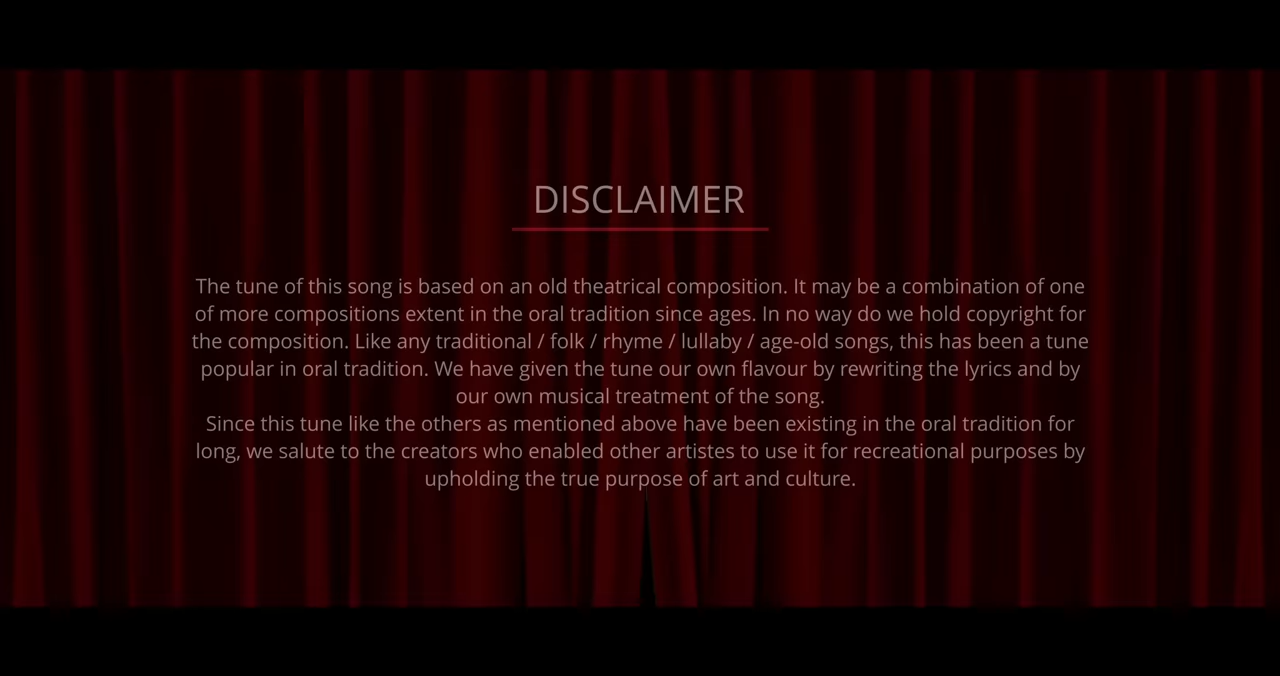 DISCLAIMER
The tune of this song is based on an old theatrical composition. It may be a combination of one
of more compositions extent in the oral tradition since ages. In no way do we hold copyright for
the composition. Like any traditional / folk / rhyme / lullaby / age-old songs, this has been a tune
popular in oral tradition. We have given the tune our own flavour by rewriting the lyrics and by
our own musical treatment of the song.
Since this tune like the others as mentioned above have been existing in the oral tradition for
long, we salute to the creators who enabled other artistes to use it for recreational purposes by
upholding the true purpose of art and culture.